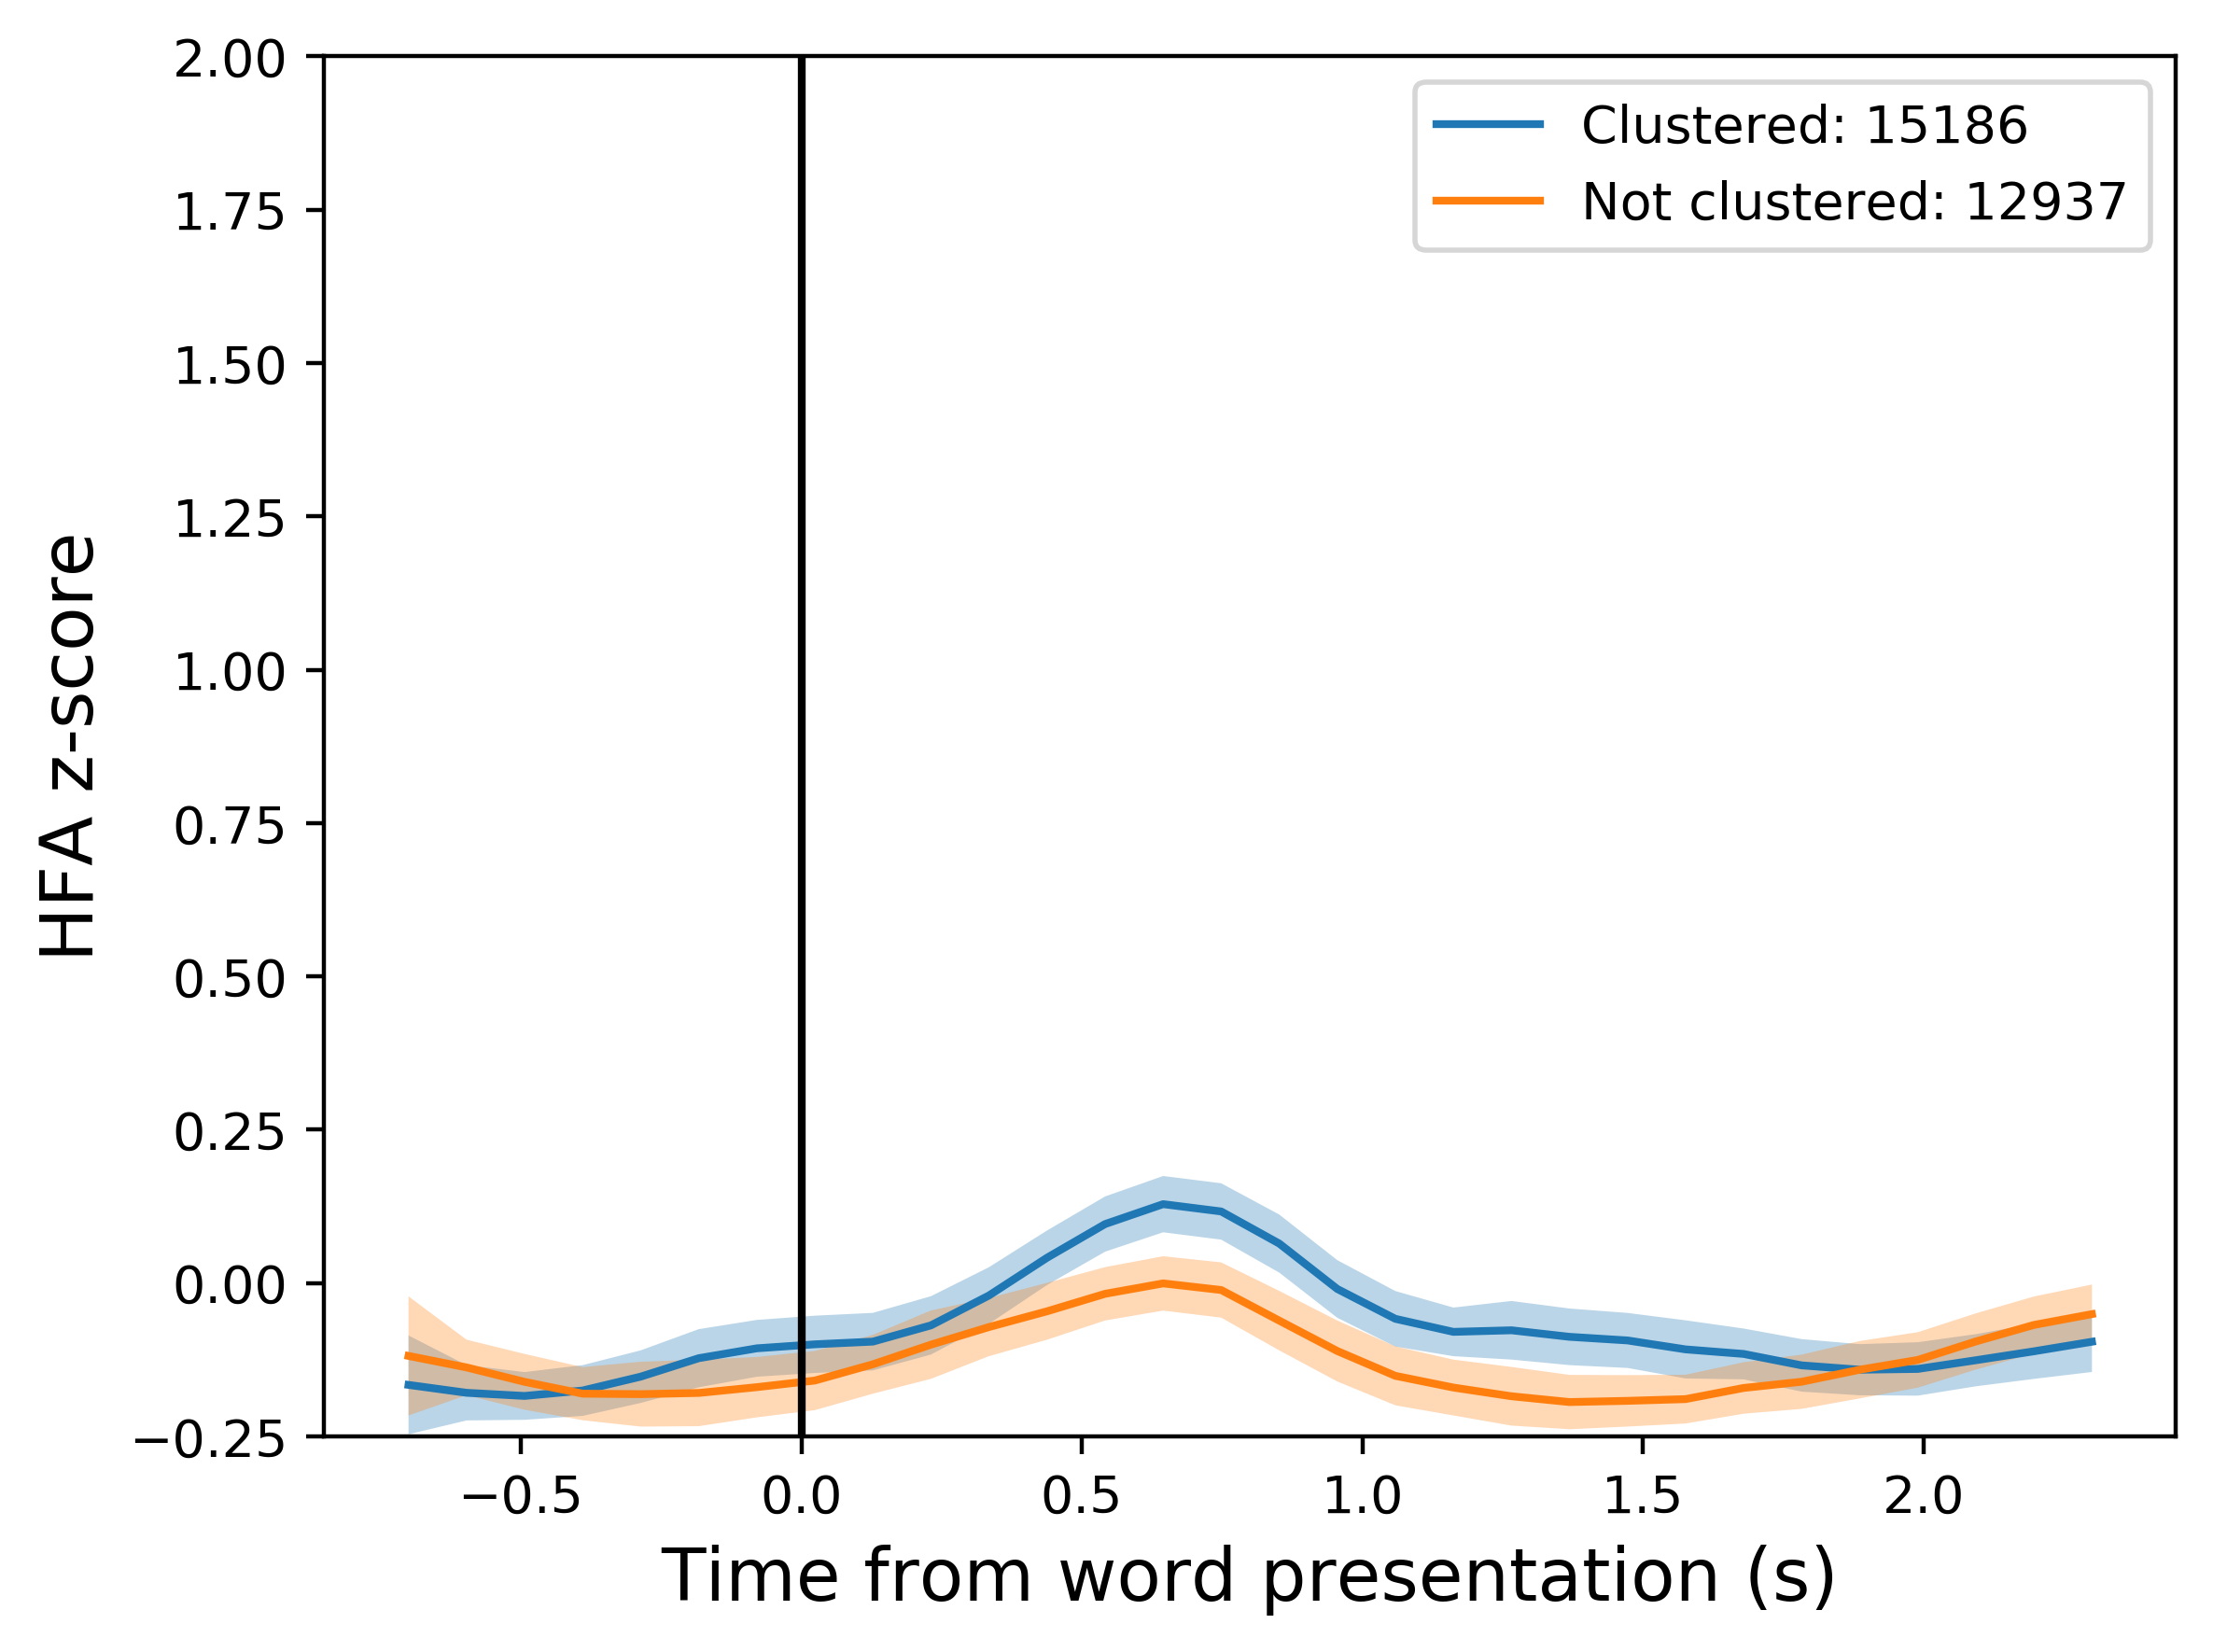 2.00
1.75
1.50
1.25
1.00
0.75
0.50
0.25
0.00
−0.25
HFA z-score
Clustered: 15186
Not clustered: 12937
−0.5 0.0 0.5 1.0 1.5 2.0
Time from word presentation (s)